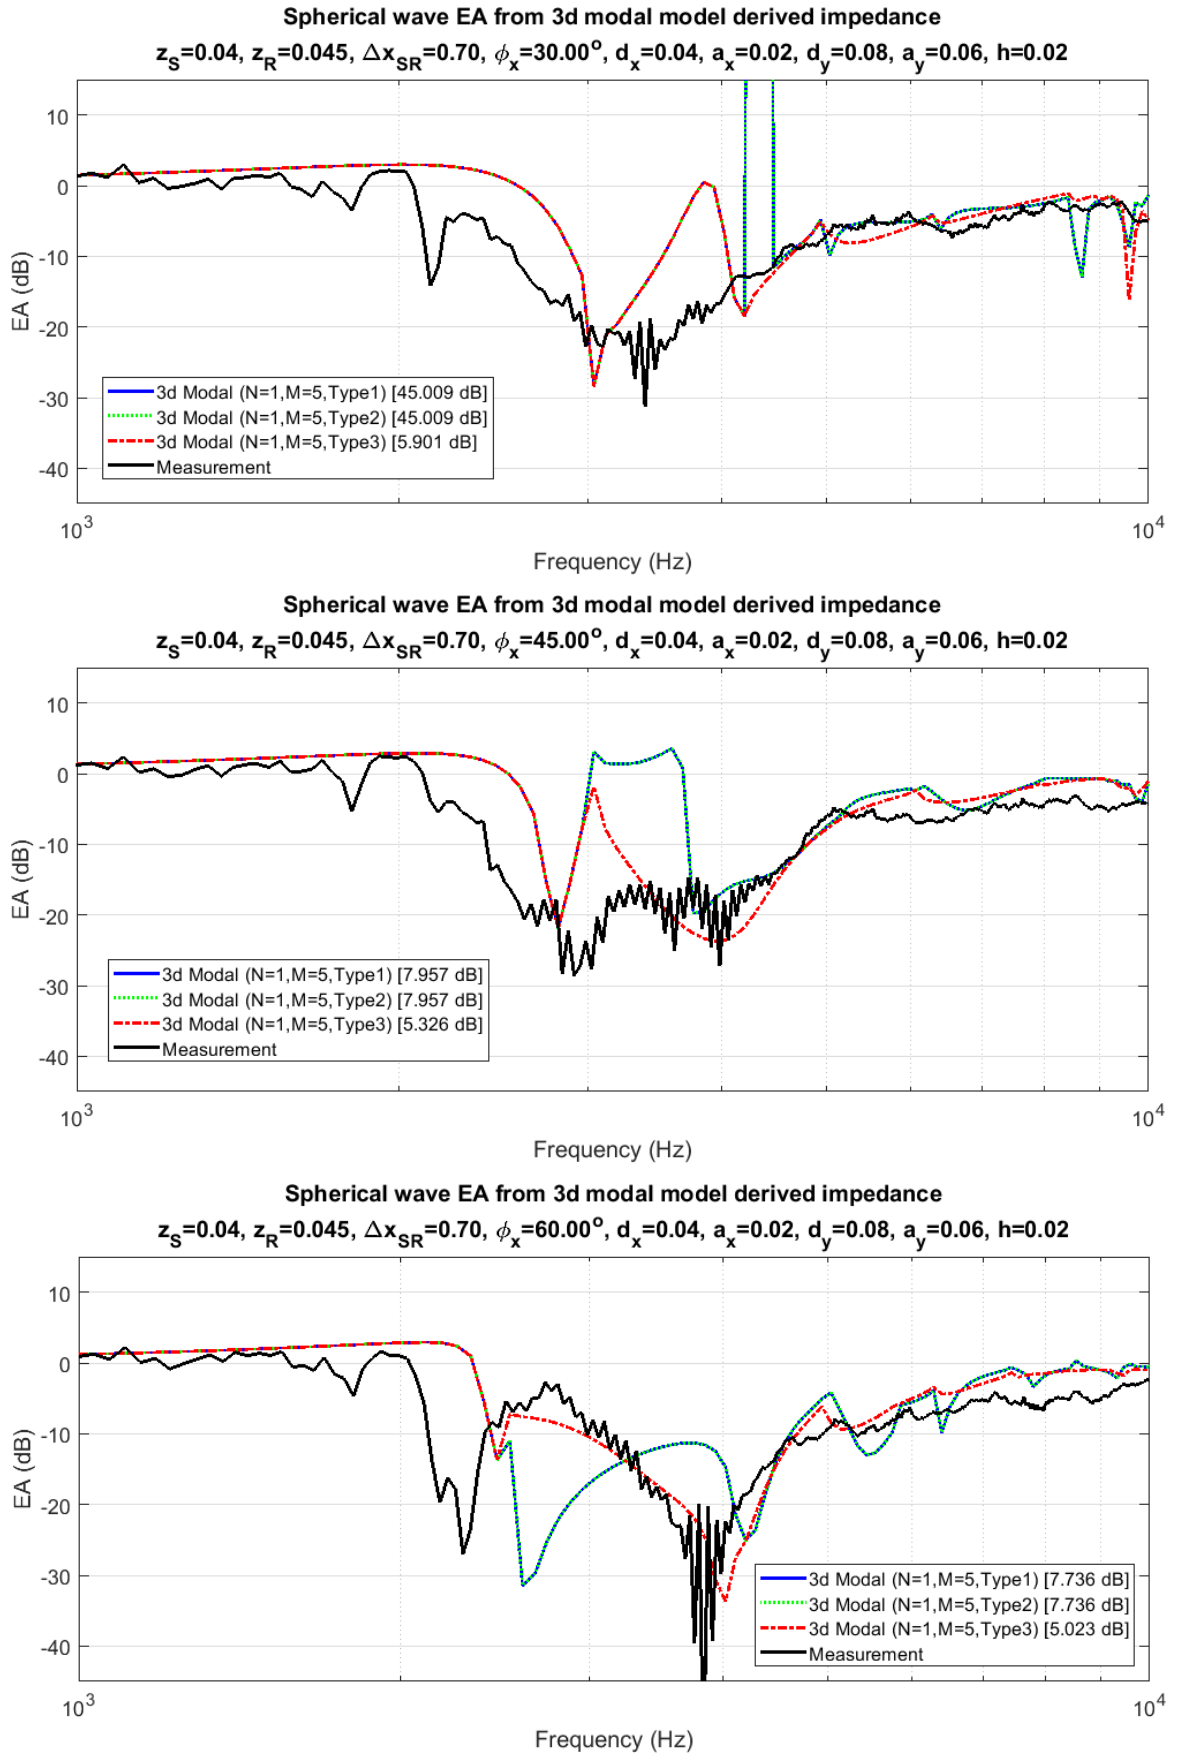 Spherical wave EA from 3d modal model derived impedance
z_S=0.04, z_R=0.045, Δx_SR=0.70, ϕ_x=30.00°, d_x=0.04, a_x=0.02, d_y=0.08, a_y=0.06, h=0.02
10
0
-10
-20
-30
-40
EA (dB)
3d Modal (N=1,M=5,Type1) [45.009 dB]
3d Modal (N=1,M=5,Type2) [45.009 dB]
3d Modal (N=1,M=5,Type3) [5.901 dB]
Measurement
10^3 10^4
Frequency (Hz)
Spherical wave EA from 3d modal model derived impedance
z_S=0.04, z_R=0.045, Δx_SR=0.70, ϕ_x=45.00°, d_x=0.04, a_x=0.02, d_y=0.08, a_y=0.06, h=0.02
10
0
-10
-20
-30
-40
EA (dB)
3d Modal (N=1,M=5,Type1) [7.957 dB]
3d Modal (N=1,M=5,Type2) [7.957 dB]
3d Modal (N=1,M=5,Type3) [5.326 dB]
Measurement
10^3 10^4
Frequency (Hz)
Spherical wave EA from 3d modal model derived impedance
z_S=0.04, z_R=0.045, Δx_SR=0.70, ϕ_x=60.00°, d_x=0.04, a_x=0.02, d_y=0.08, a_y=0.06, h=0.02
10
0
-10
-20
-30
-40
EA (dB)
3d Modal (N=1,M=5,Type1) [7.736 dB]
3d Modal (N=1,M=5,Type2) [7.736 dB]
3d Modal (N=1,M=5,Type3) [5.023 dB]
Measurement
10^3 10^4
Frequency (Hz)